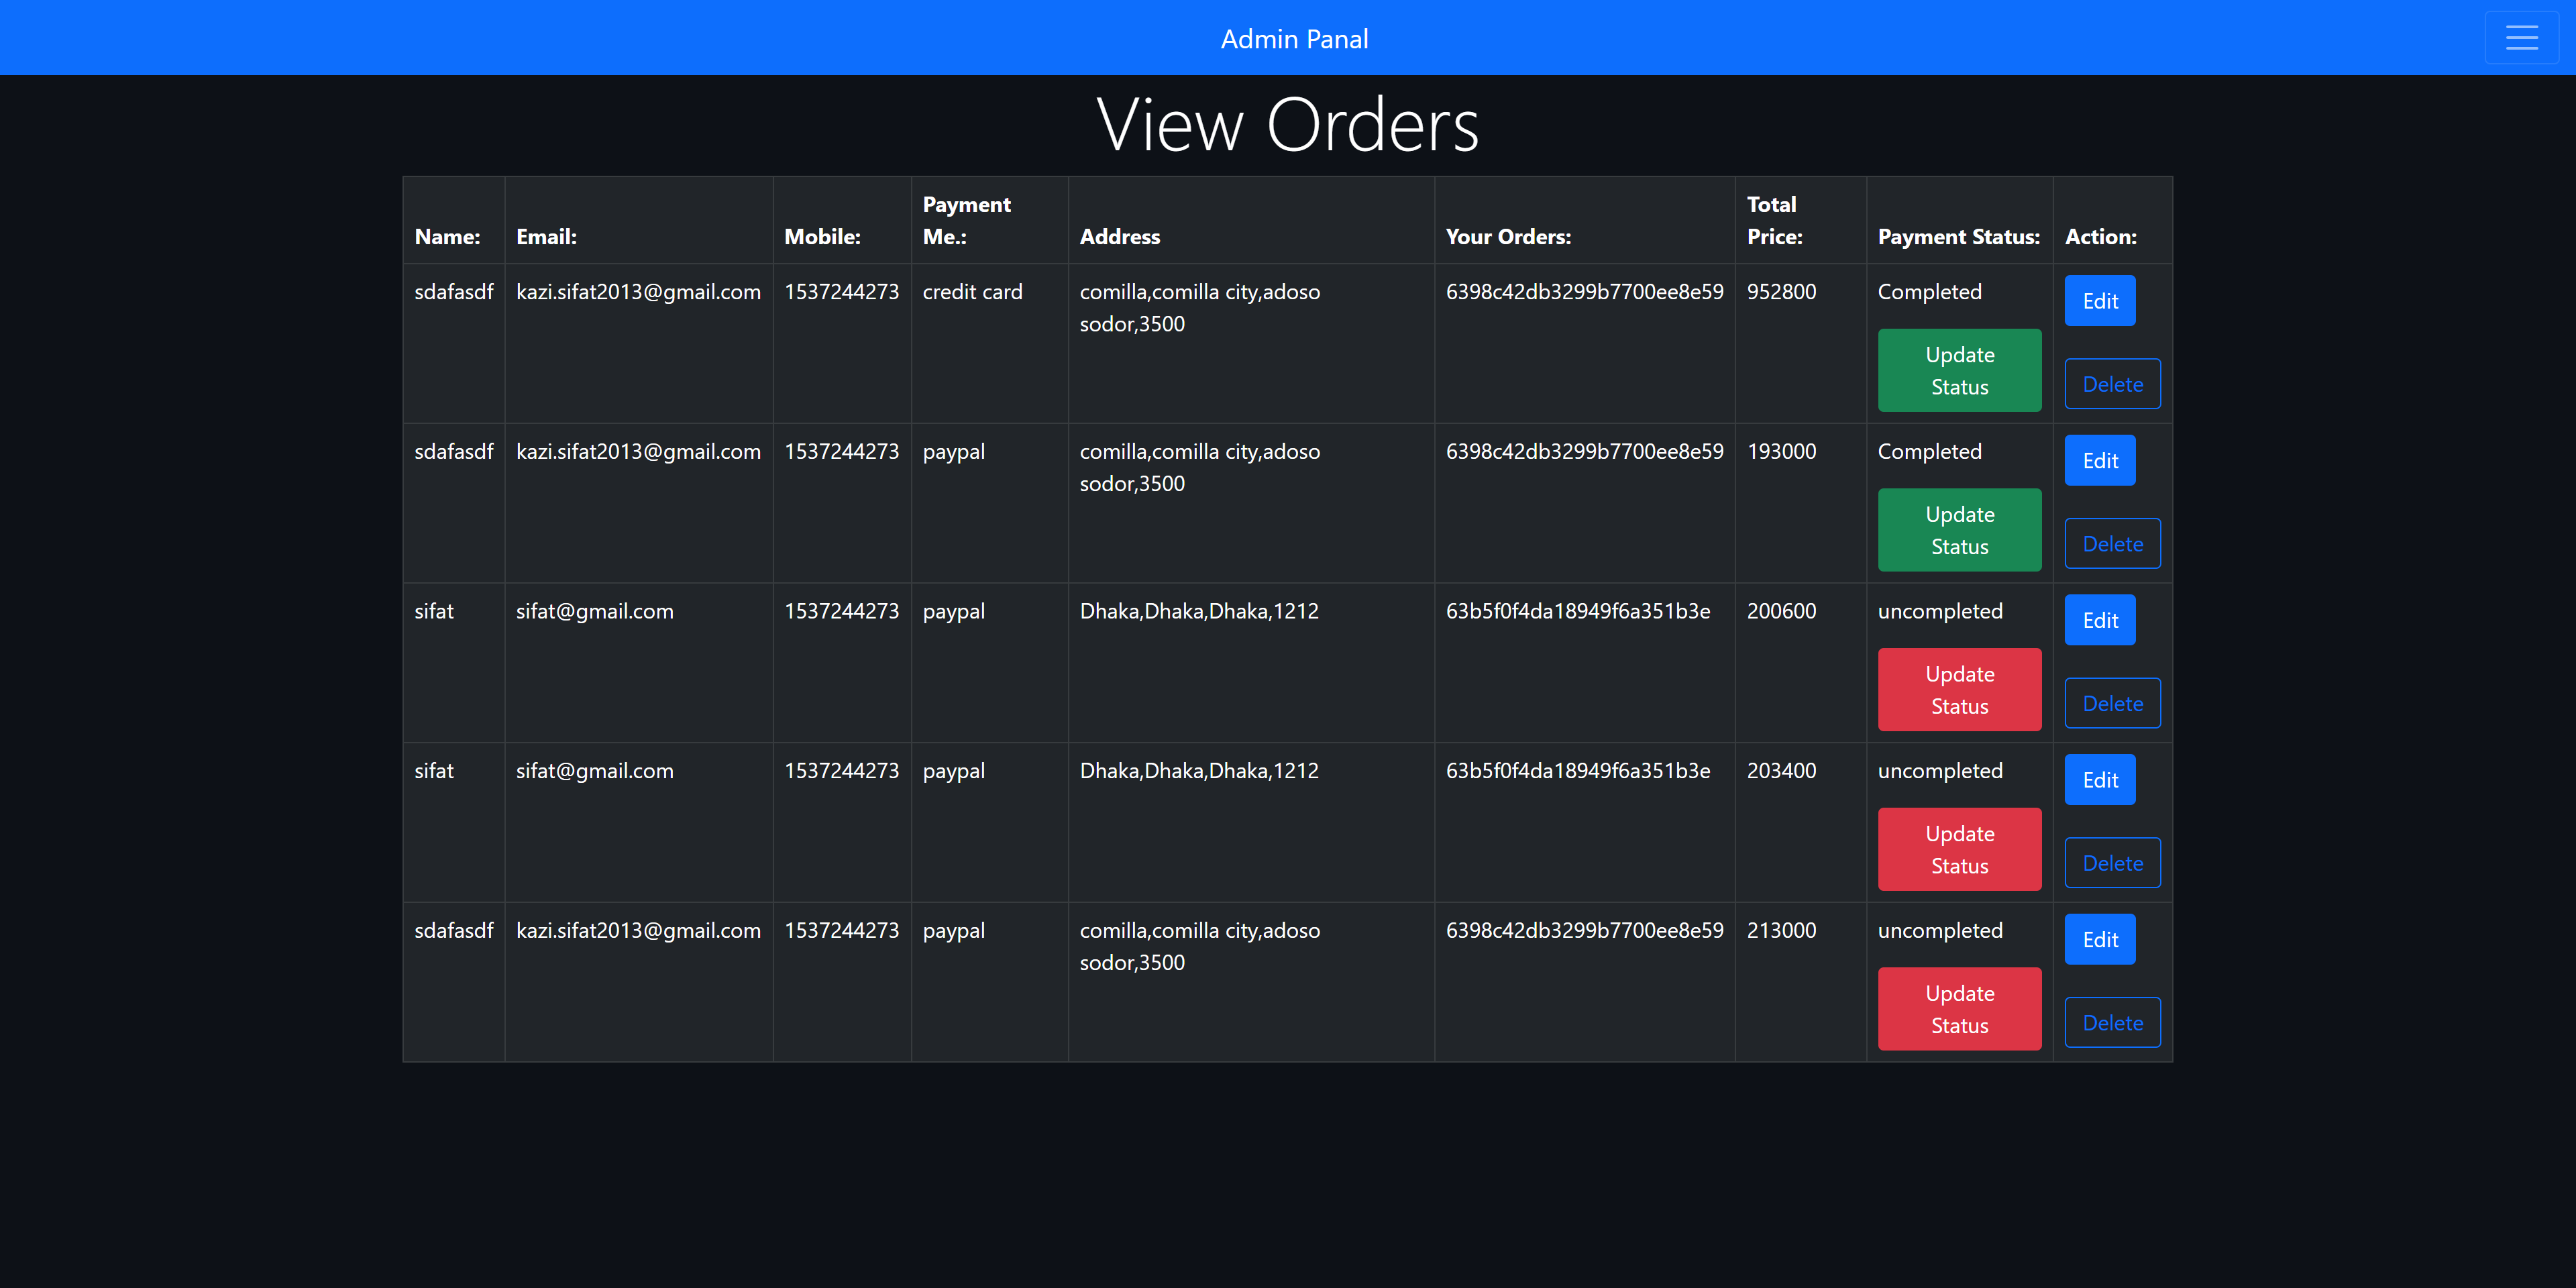 Admin Panal
View Orders
Name: Email: Mobile: Payment Me.: Address Your Orders: Total Price: Payment Status: Action:
sdafasdf kazi.sifat2013@gmail.com 1537244273 credit card comilla,comilla city,adoso sodor,3500 6398c42db3299b7700ee8e59 952800 Completed Update Status Edit Delete
sdafasdf kazi.sifat2013@gmail.com 1537244273 paypal comilla,comilla city,adoso sodor,3500 6398c42db3299b7700ee8e59 193000 Completed Update Status Edit Delete
sifat sifat@gmail.com 1537244273 paypal Dhaka,Dhaka,Dhaka,1212 63b5f0f4da18949f6a351b3e 200600 uncompleted Update Status Edit Delete
sifat sifat@gmail.com 1537244273 paypal Dhaka,Dhaka,Dhaka,1212 63b5f0f4da18949f6a351b3e 203400 uncompleted Update Status Edit Delete
sdafasdf kazi.sifat2013@gmail.com 1537244273 paypal comilla,comilla city,adoso sodor,3500 6398c42db3299b7700ee8e59 213000 uncompleted Update Status Edit Delete